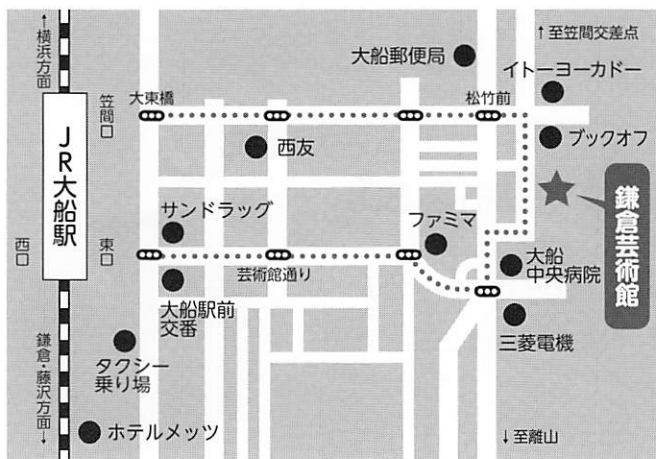 ↑横浜方面
JR大船駅
笠間口
西口
東口
鎌倉・藤沢方面↓
大東橋
大船郵便局
松竹前
↑至笠間交差点
イトーヨーカドー
ブックオフ
西友
鎌倉芸術館
サンドラッグ
ファミマ
芸術館通り
大船
中央病院
大船駅前
交番
三菱電機
タクシー
乗り場
ホテルメッツ
↓至離山